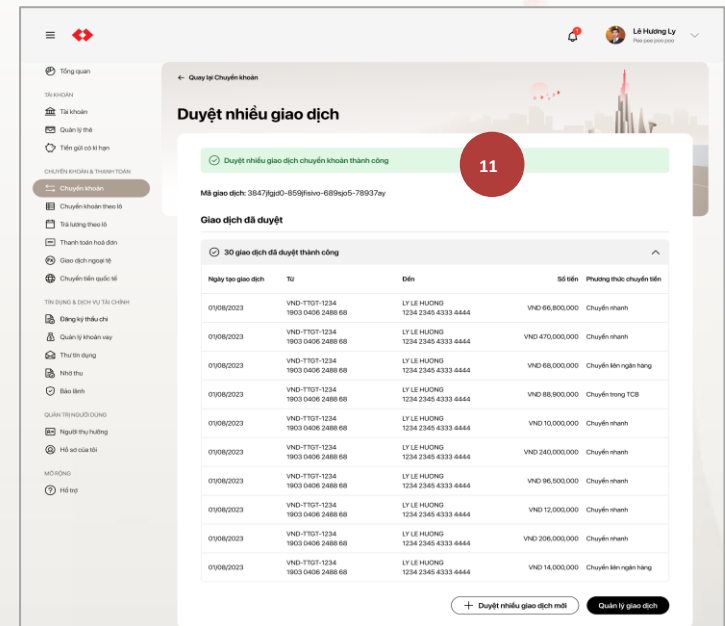 Lê Hương Ly
Pee pee pee pee
Tổng quan
TÀI KHOẢN
Tài khoản
Quản lý thẻ
Tiền gửi có kì hạn
CHUYỂN KHOẢN & THANH TOÁN
Chuyển khoản
Chuyển khoản theo lô
Trả lương theo lô
Thanh toán hoá đơn
Giao dịch ngoại tệ
Chuyển tiền quốc tế
TÍN DỤNG & DỊCH VỤ TÀI CHÍNH
Đăng ký thấu chi
Quản lý khoản vay
Thư tín dụng
Nhờ thu
Bảo lãnh
QUẢN TRỊ NGƯỜI DÙNG
Người thụ hưởng
Hồ sơ của tôi
MỞ RỘNG
Hỗ trợ
← Quay lại Chuyển khoản
Duyệt nhiều giao dịch
Duyệt nhiều giao dịch chuyển khoản thành công
11
Mã giao dịch: 3847jfgjd0-859jfisivo-689sjo5-78937ay
Giao dịch đã duyệt
30 giao dịch đã duyệt thành công
Ngày tạo giao dịch Từ Đến Số tiền Phương thức chuyển tiền
01/08/2023 VND-TTGT-1234 LY LE HUONG VND 66,800,000 Chuyển nhanh
1903 0406 2488 68 1234 2345 4333 4444
01/08/2023 VND-TTGT-1234 LY LE HUONG VND 470,000,000 Chuyển nhanh
1903 0406 2488 68 1234 2345 4333 4444
01/08/2023 VND-TTGT-1234 LY LE HUONG VND 68,000,000 Chuyển liên ngân hàng
1903 0406 2488 68 1234 2345 4333 4444
01/08/2023 VND-TTGT-1234 LY LE HUONG VND 88,900,000 Chuyển trong TCB
1903 0406 2488 68 1234 2345 4333 4444
01/08/2023 VND-TTGT-1234 LY LE HUONG VND 10,000,000 Chuyển nhanh
1903 0406 2488 68 1234 2345 4333 4444
01/08/2023 VND-TTGT-1234 LY LE HUONG VND 240,000,000 Chuyển nhanh
1903 0406 2488 68 1234 2345 4333 4444
01/08/2023 VND-TTGT-1234 LY LE HUONG VND 96,500,000 Chuyển nhanh
1903 0406 2488 68 1234 2345 4333 4444
01/08/2023 VND-TTGT-1234 LY LE HUONG VND 12,000,000 Chuyển nhanh
1903 0406 2488 68 1234 2345 4333 4444
01/08/2023 VND-TTGT-1234 LY LE HUONG VND 206,000,000 Chuyển nhanh
1903 0406 2488 68 1234 2345 4333 4444
01/08/2023 VND-TTGT-1234 LY LE HUONG VND 14,000,000 Chuyển liên ngân hàng
1903 0406 2488 68 1234 2345 4333 4444
+ Duyệt nhiều giao dịch mới Quản lý giao dịch